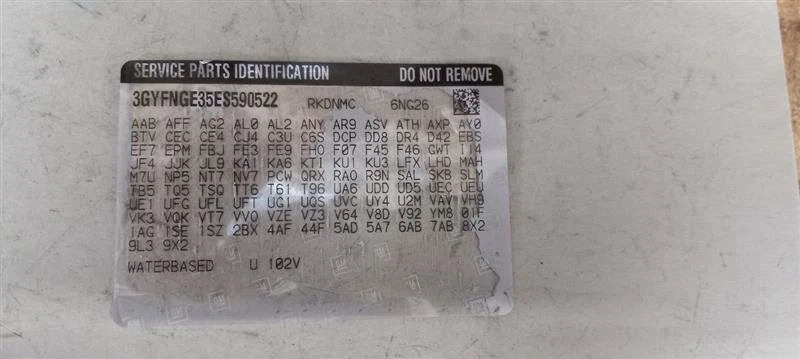 SERVICE PARTS IDENTIFICATION DO NOT REMOVE
3GYFNGE35ES590522 RKDNMC 6NG26
AAB AFF AG2 AL0 AL2 ANY AR9 ASV ATH AXP AY0
BTV CEC CE4 CJ4 C3U C6S DCP DD8 DR4 D42 EBS
EF7 EPM FBJ FE3 FE9 FHO F07 F45 F46 GWT I14
JF4 JJK JL9 KA1 KA6 KTI KU1 KU3 LFX LHD MAH
M7U NP5 NT7 NV7 PCW QRX RAO R9N SAL SKB SLM
TB5 TQ5 TSQ TT6 T61 T96 UA6 UDD UD5 UEC UEU
UE1 UFG UFL UFT UG1 UQS UVC UY4 U2M VAV VH9
VK3 VQK VT7 VVO VZE VZ3 V64 V8D V92 YM8 01F
1AG 1SE 1SZ 2BX 4AF 44F 5AD 5A7 6AB 7AB 8X2
9L3 9X2
WATERBASED U 102V